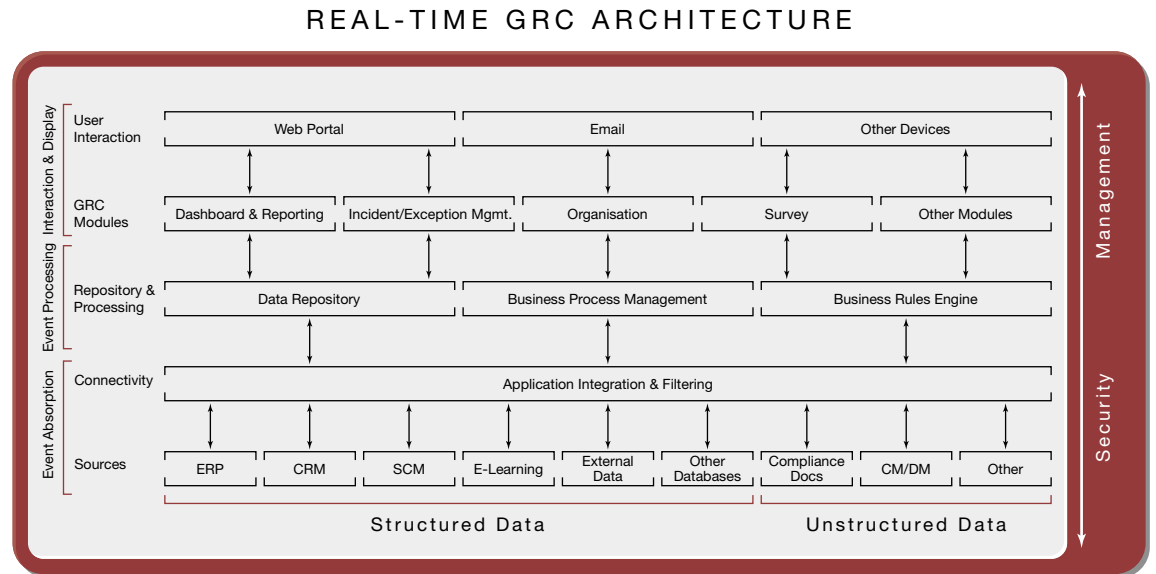 REAL-TIME GRC ARCHITECTURE
Interaction & Display
User
Interaction
Web Portal
Email
Other Devices
GRC
Modules
Dashboard & Reporting
Incident/Exception Mgmt.
Organisation
Survey
Other Modules
Event Processing
Repository &
Processing
Data Repository
Business Process Management
Business Rules Engine
Event Absorption
Connectivity
Application Integration & Filtering
Sources
ERP
CRM
SCM
E-Learning
External
Data
Other
Databases
Compliance
Docs
CM/DM
Other
Structured Data
Unstructured Data
Management
Security